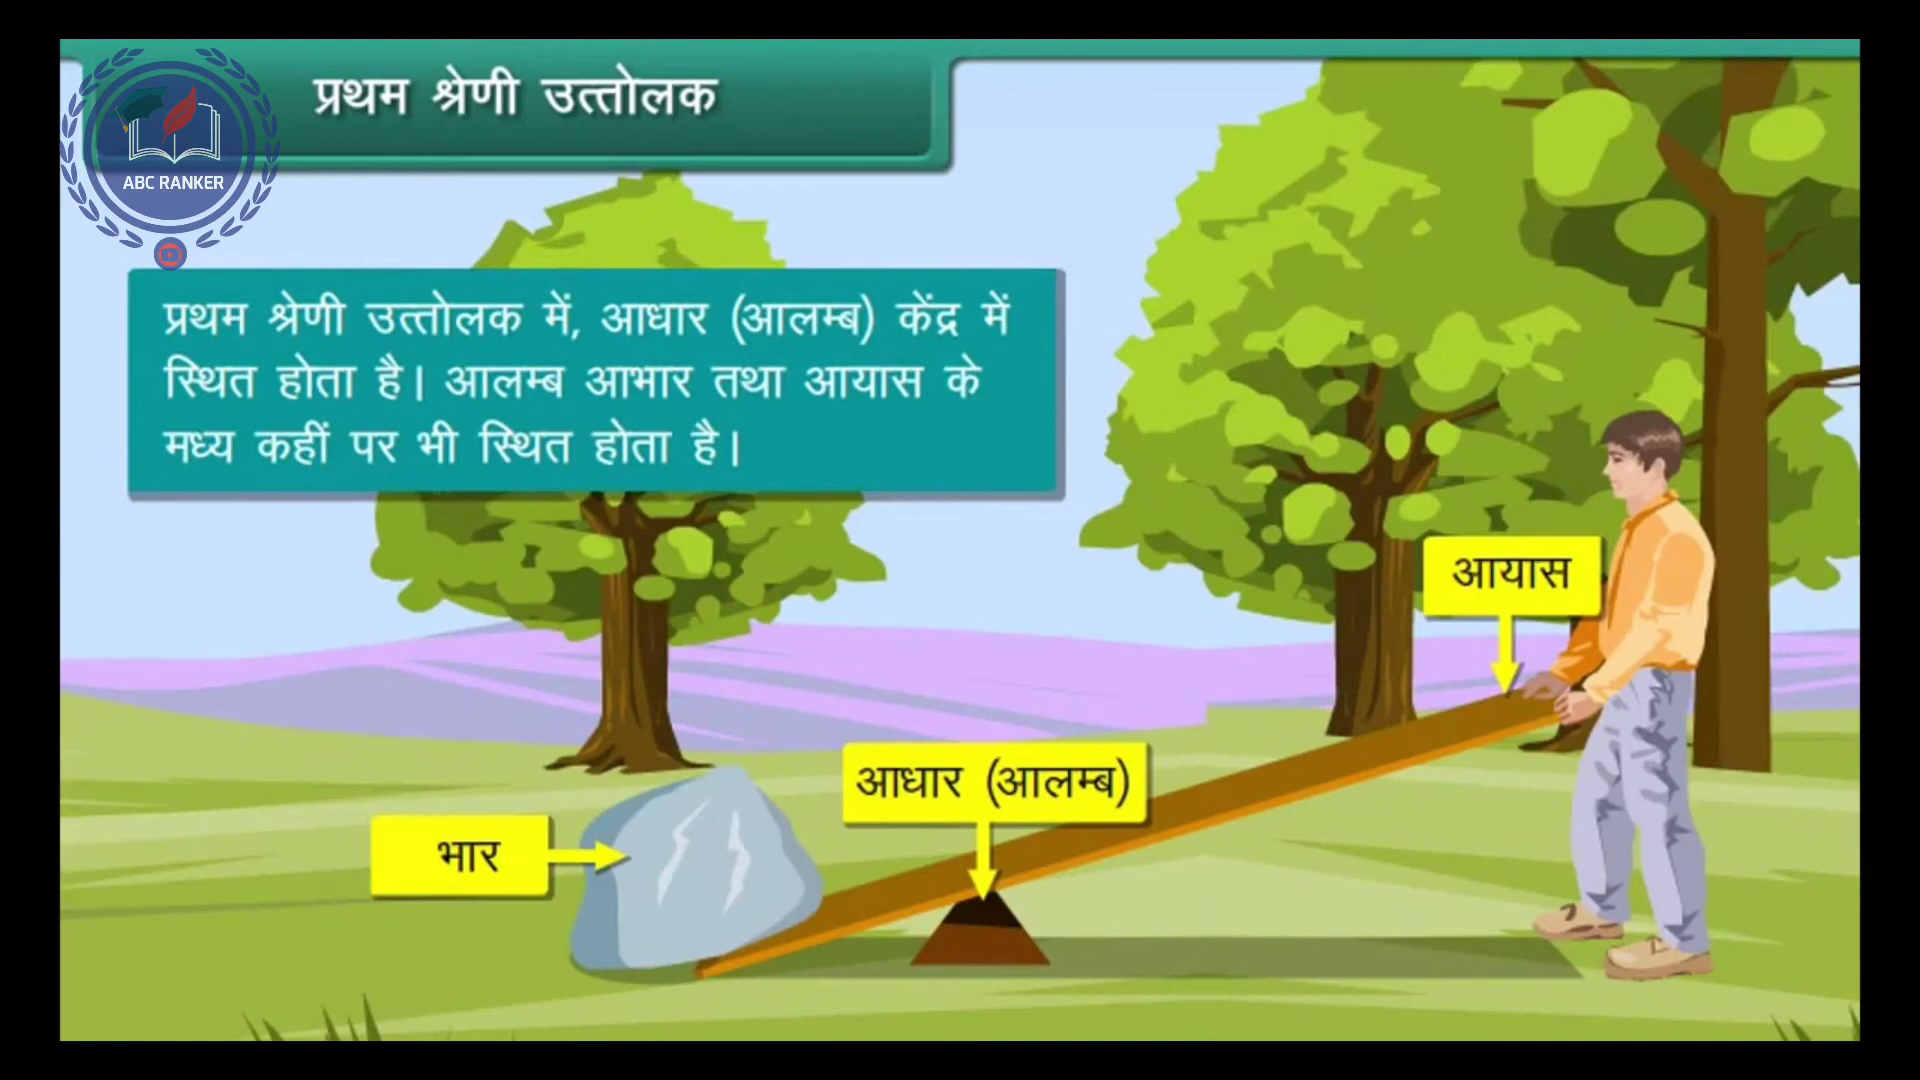 प्रथम श्रेणी उत्तोलक
ABC RANKER
प्रथम श्रेणी उत्तोलक में, आधार (आलम्ब) केंद्र में
स्थित होता है। आलम्ब आभार तथा आयास के
मध्य कहीं पर भी स्थित होता है।
आयास
आधार (आलम्ब)
भार